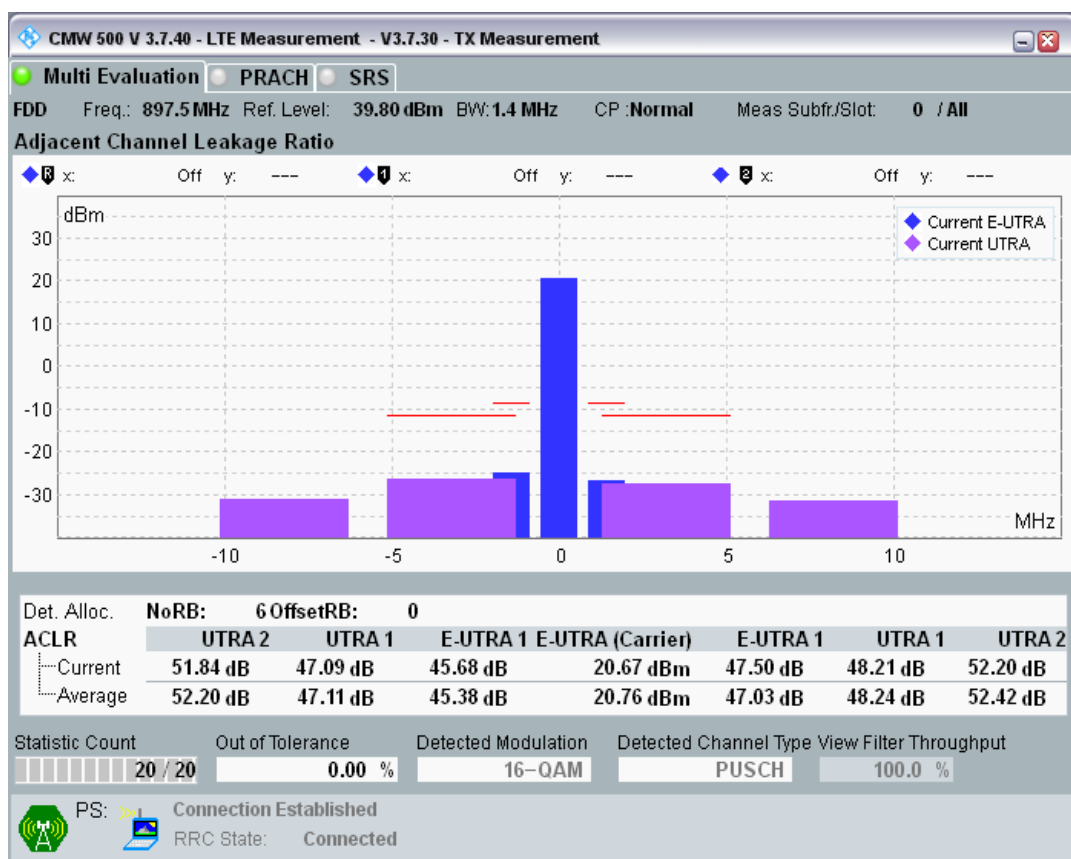 CMW 500 V 3.7.40 - LTE Measurement - V3.7.30 - TX Measurement
Multi Evaluation PRACH SRS
FDD Freq.: 897.5 MHz Ref. Level: 39.80 dBm BW: 1.4 MHz CP :Normal Meas Subfr./Slot: 0 / All
Adjacent Channel Leakage Ratio
R x: Off y: --- 1 x: Off y: --- 2 x: Off y: ---
dBm
Current E-UTRA
Current UTRA
30
20
10
0
-10
-20
-30
MHz
-10 -5 0 5 10
Det. Alloc. NoRB: 6 OffsetRB: 0
ACLR UTRA 2 UTRA 1 E-UTRA 1 E-UTRA (Carrier) E-UTRA 1 UTRA 1 UTRA 2
Current 51.84 dB 47.09 dB 45.68 dB 20.67 dBm 47.50 dB 48.21 dB 52.20 dB
Average 52.20 dB 47.11 dB 45.38 dB 20.76 dBm 47.03 dB 48.24 dB 52.42 dB
Statistic Count Out of Tolerance Detected Modulation Detected Channel Type View Filter Throughput
20 / 20 0.00 % 16-QAM PUSCH 100.0 %
PS: Connection Established
RRC State: Connected